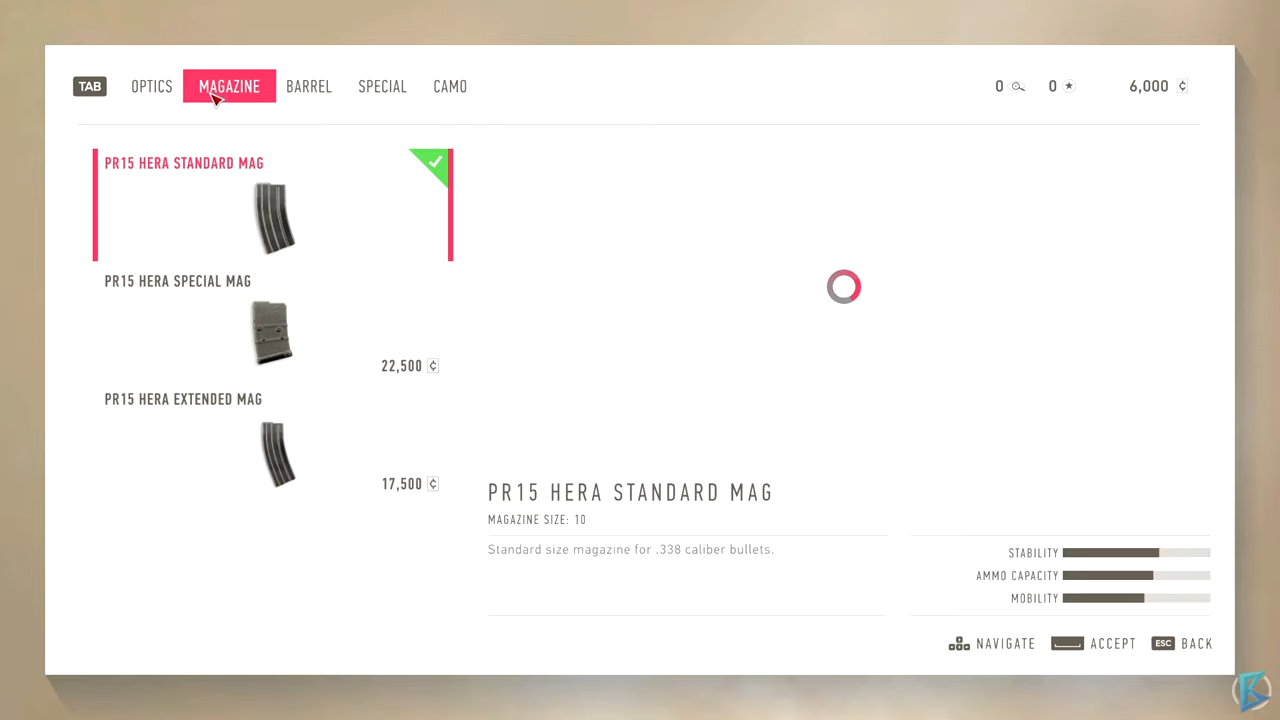 TAB OPTICS MAGAZINE BARREL SPECIAL CAMO 0 0 6,000 ₵
PR15 HERA STANDARD MAG
PR15 HERA SPECIAL MAG
22,500 ₵
PR15 HERA EXTENDED MAG
17,500 ₵
PR15 HERA STANDARD MAG
MAGAZINE SIZE: 10
Standard size magazine for .338 caliber bullets.
STABILITY
AMMO CAPACITY
MOBILITY
NAVIGATE ACCEPT ESC BACK